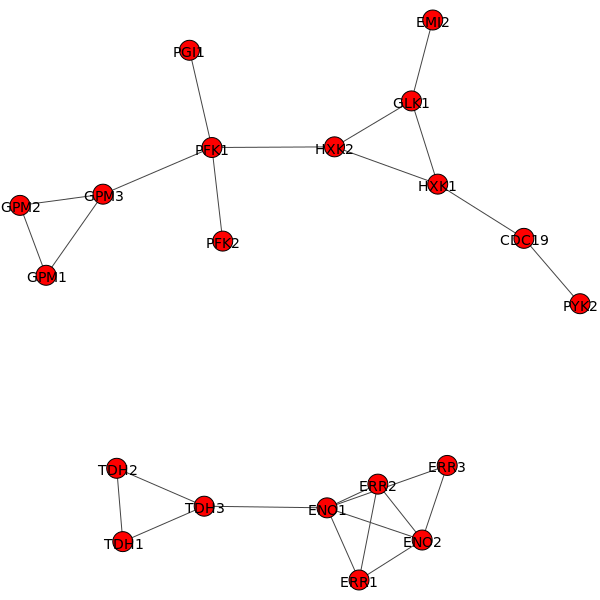 EMI2
PGI1
GLK1
PFK1
HXK2
HXK1
GPM3
GPM2
CDC19
PFK2
GPM1
PYK2
ERR3
TDH2
ERR2
TDH3
ENO1
ENO2
TDH1
ERR1